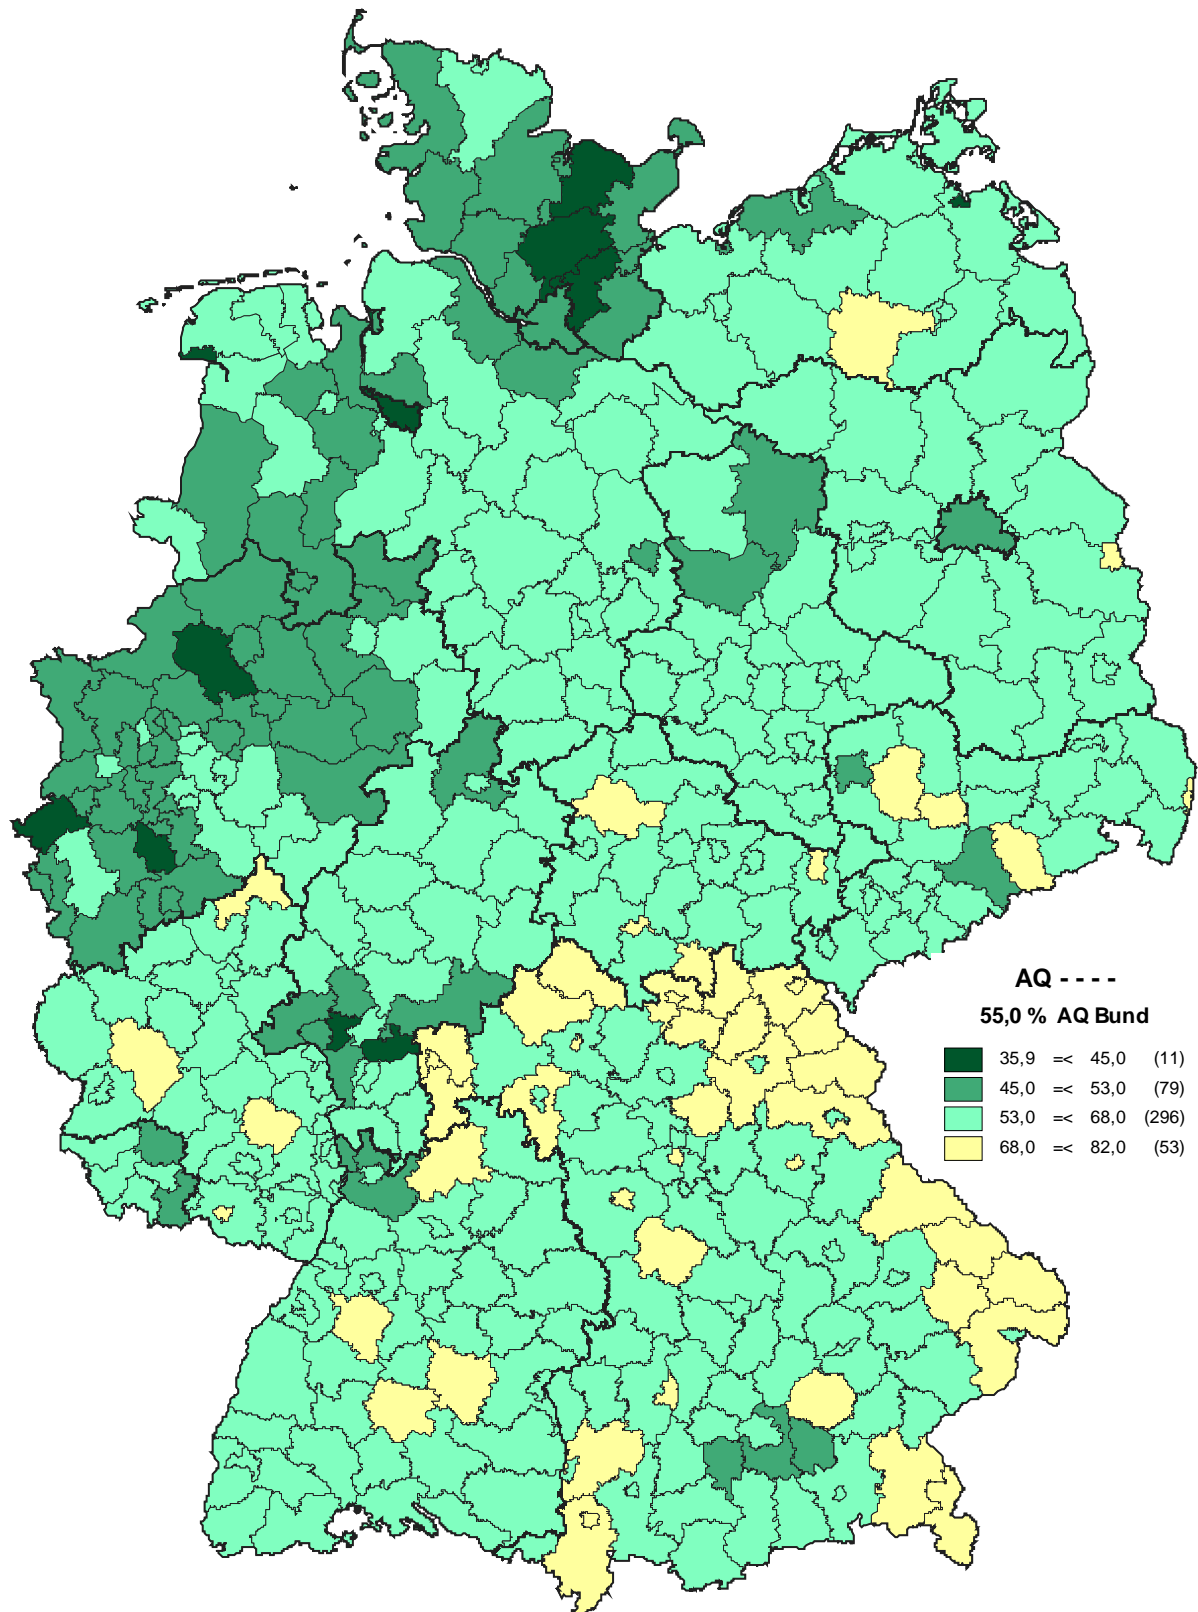 AQ - - - -
55,0 % AQ Bund
35,9 =< 45,0 (11)
45,0 =< 53,0 (79)
53,0 =< 68,0 (296)
68,0 =< 82,0 (53)